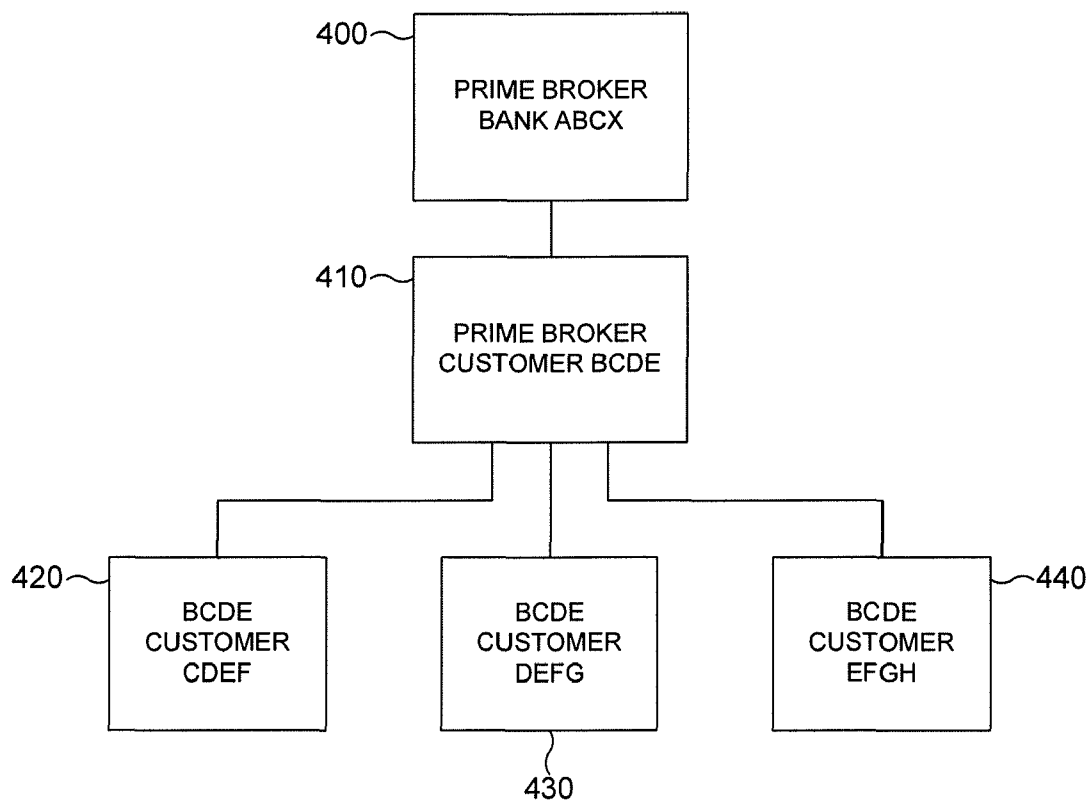 400
PRIME BROKER
BANK ABCX
410
PRIME BROKER
CUSTOMER BCDE
420
BCDE
CUSTOMER
CDEF
BCDE
CUSTOMER
DEFG
430
BCDE
CUSTOMER
EFGH
440